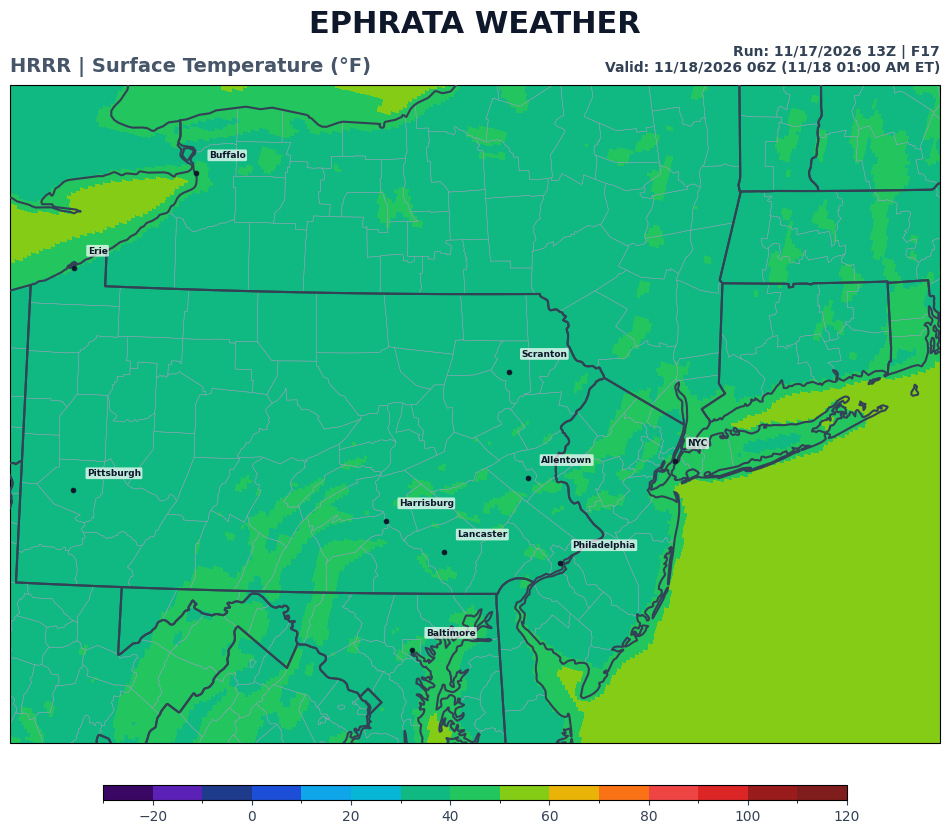 EPHRATA WEATHER
HRRR | Surface Temperature (°F)
Run: 11/17/2026 13Z | F17
Valid: 11/18/2026 06Z (11/18 01:00 AM ET)
Buffalo
Erie
Scranton
NYC
Allentown
Pittsburgh
Harrisburg
Lancaster
Philadelphia
Baltimore
−20 0 20 40 60 80 100 120